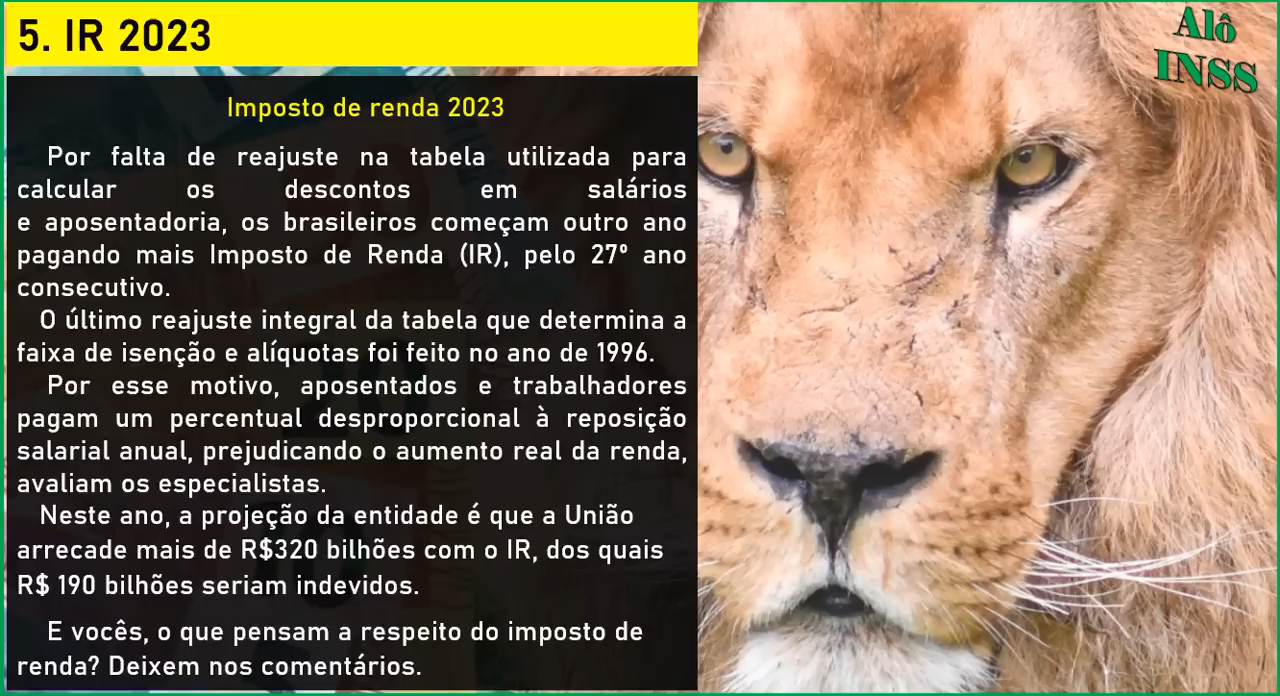 5. IR 2023
Alô
INSS
Imposto de renda 2023
Por falta de reajuste na tabela utilizada para
calcular os descontos em salários
e aposentadoria, os brasileiros começam outro ano
pagando mais Imposto de Renda (IR), pelo 27º ano
consecutivo.
O último reajuste integral da tabela que determina a
faixa de isenção e alíquotas foi feito no ano de 1996.
Por esse motivo, aposentados e trabalhadores
pagam um percentual desproporcional à reposição
salarial anual, prejudicando o aumento real da renda,
avaliam os especialistas.
Neste ano, a projeção da entidade é que a União
arrecade mais de R$320 bilhões com o IR, dos quais
R$ 190 bilhões seriam indevidos.
E vocês, o que pensam a respeito do imposto de
renda? Deixem nos comentários.